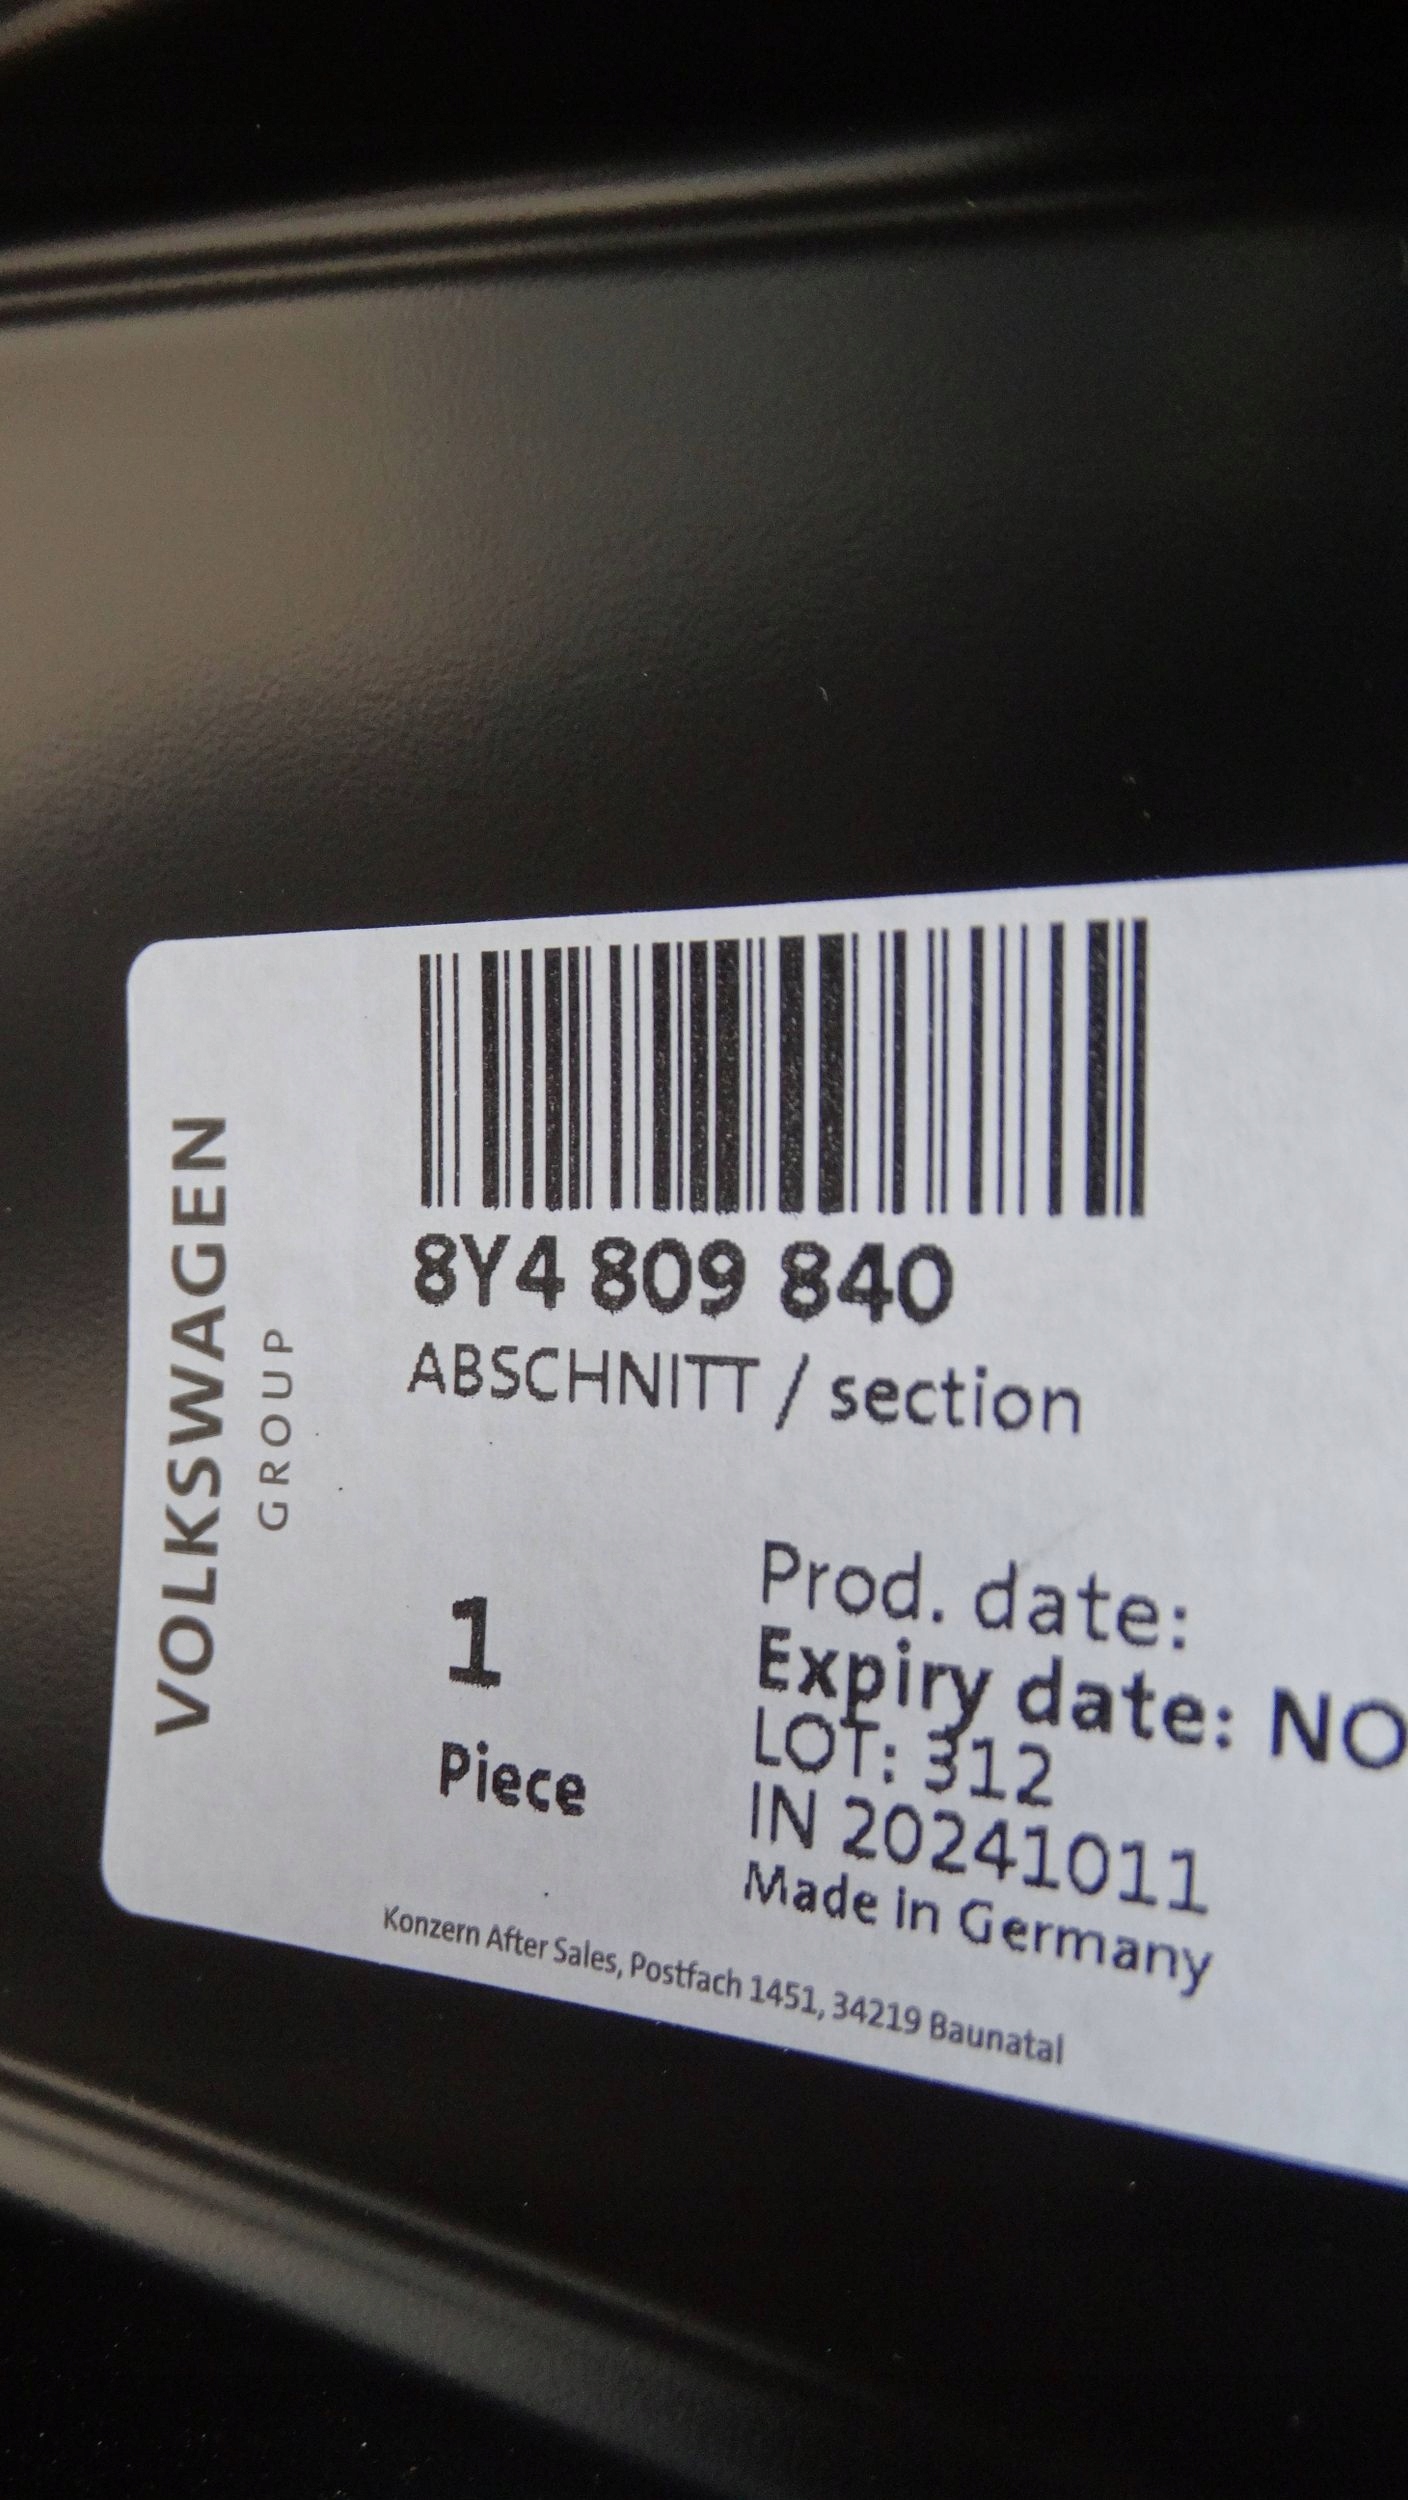 VOLKSWAGEN
GROUP
8Y4 809 840
ABSCHNITT / section
1
Piece
Prod. date:
Expiry date: NO
LOT: 312
IN 20241011
Made in Germany
Konzern After Sales, Postfach 1451, 34219 Baunatal